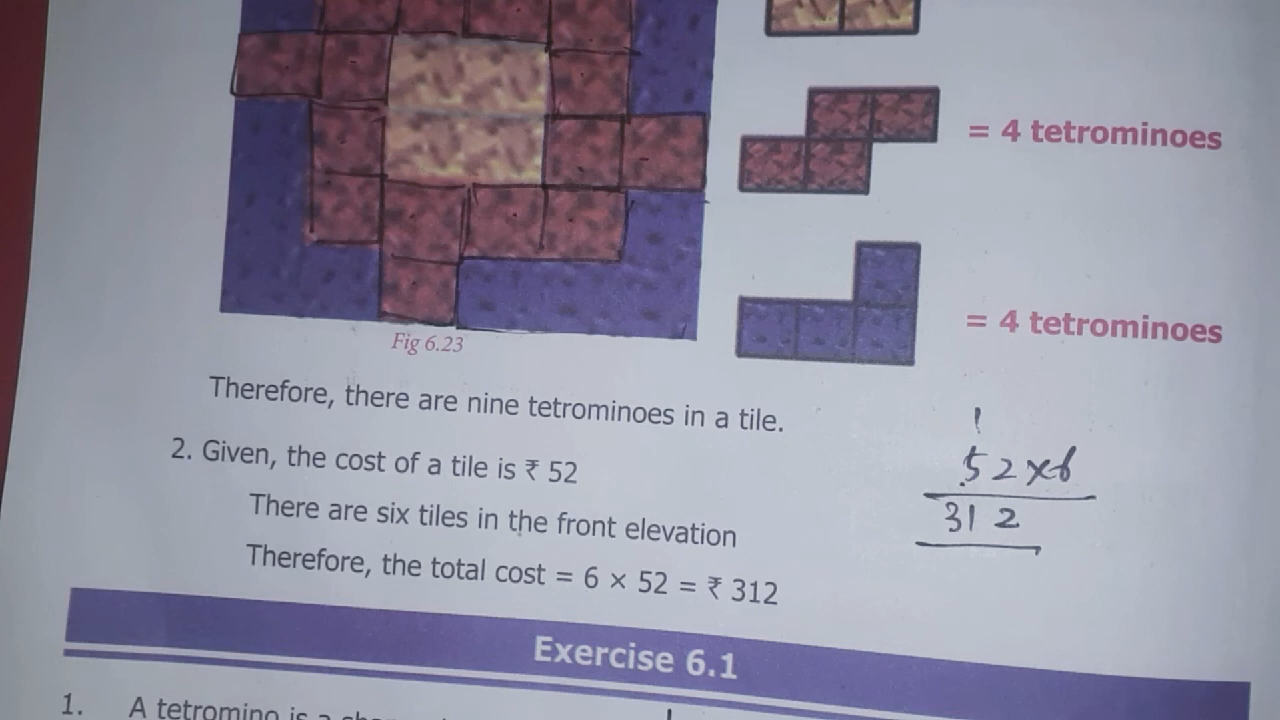 = 4 tetrominoes
= 4 tetrominoes
Fig 6.23
Therefore, there are nine tetrominoes in a tile.
2. Given, the cost of a tile is ₹ 52
There are six tiles in the front elevation
Therefore, the total cost = 6 × 52 = ₹ 312
1
52×6
312
Exercise 6.1
1. A tetromino is a